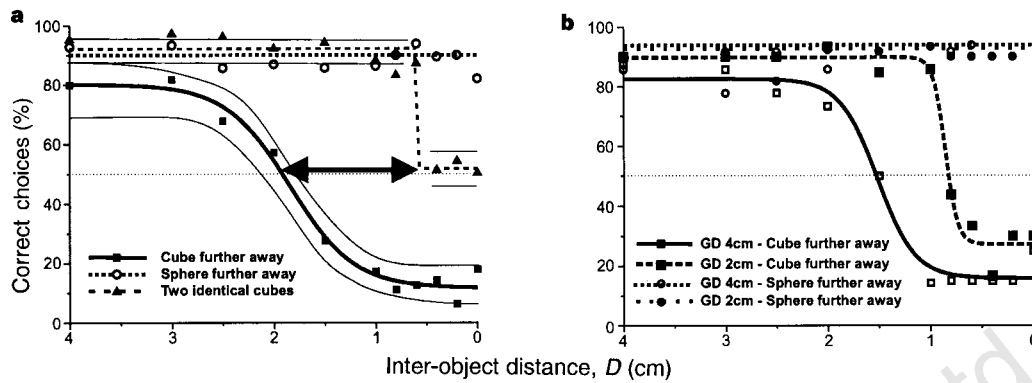 a
Correct choices (%)
100
80
60
40
20
0
Cube further away
Sphere further away
Two identical cubes
4
3
2
1
0
b
100
80
60
40
20
0
GD 4cm - Cube further away
GD 2cm - Cube further away
GD 4cm - Sphere further away
GD 2cm - Sphere further away
4
3
2
1
Inter-object distance, D (cm)